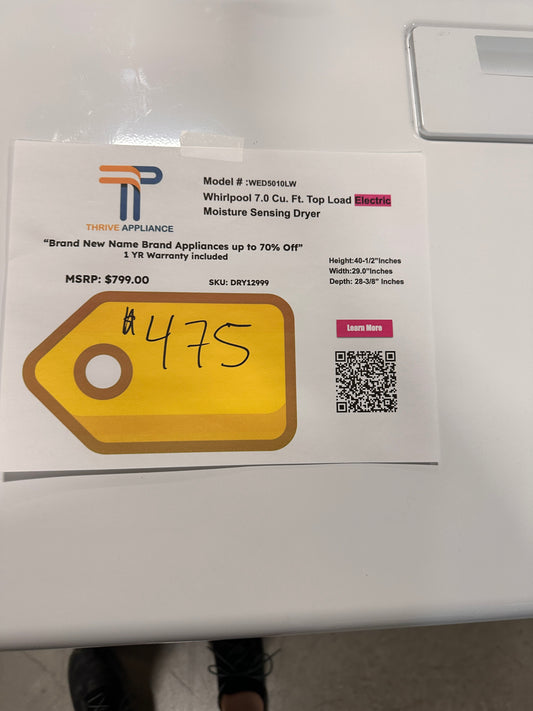 Model # :WED5010LW
Whirlpool 7.0 Cu. Ft. Top Load Electric
Moisture Sensing Dryer
THRIVE APPLIANCE
“Brand New Name Brand Appliances up to 70% Off”
1 YR Warranty included
MSRP: $799.00
SKU: DRY12999
Height:40-1/2"Inches
Width:29.0"Inches
Depth: 28-3/8" Inches
$475
Learn More